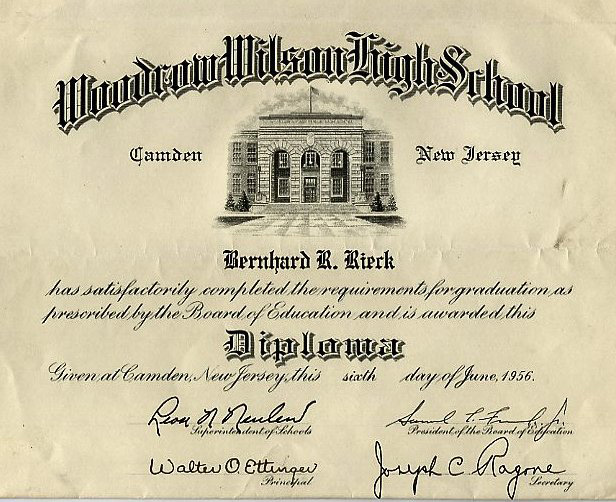 Woodrow Wilson High School
Camden New Jersey
Bernhard R. Rieck
has satisfactorily completed the requirements for graduation, as
prescribed by the Board of Education and is awarded this
Diploma
Given at Camden, New Jersey, this sixth day of June, 1956.
Leon N. Neulen
Superintendent of Schools
President of the Board of Education
Walter O. Ettinger
Principal
Joseph C. Ragone
Secretary